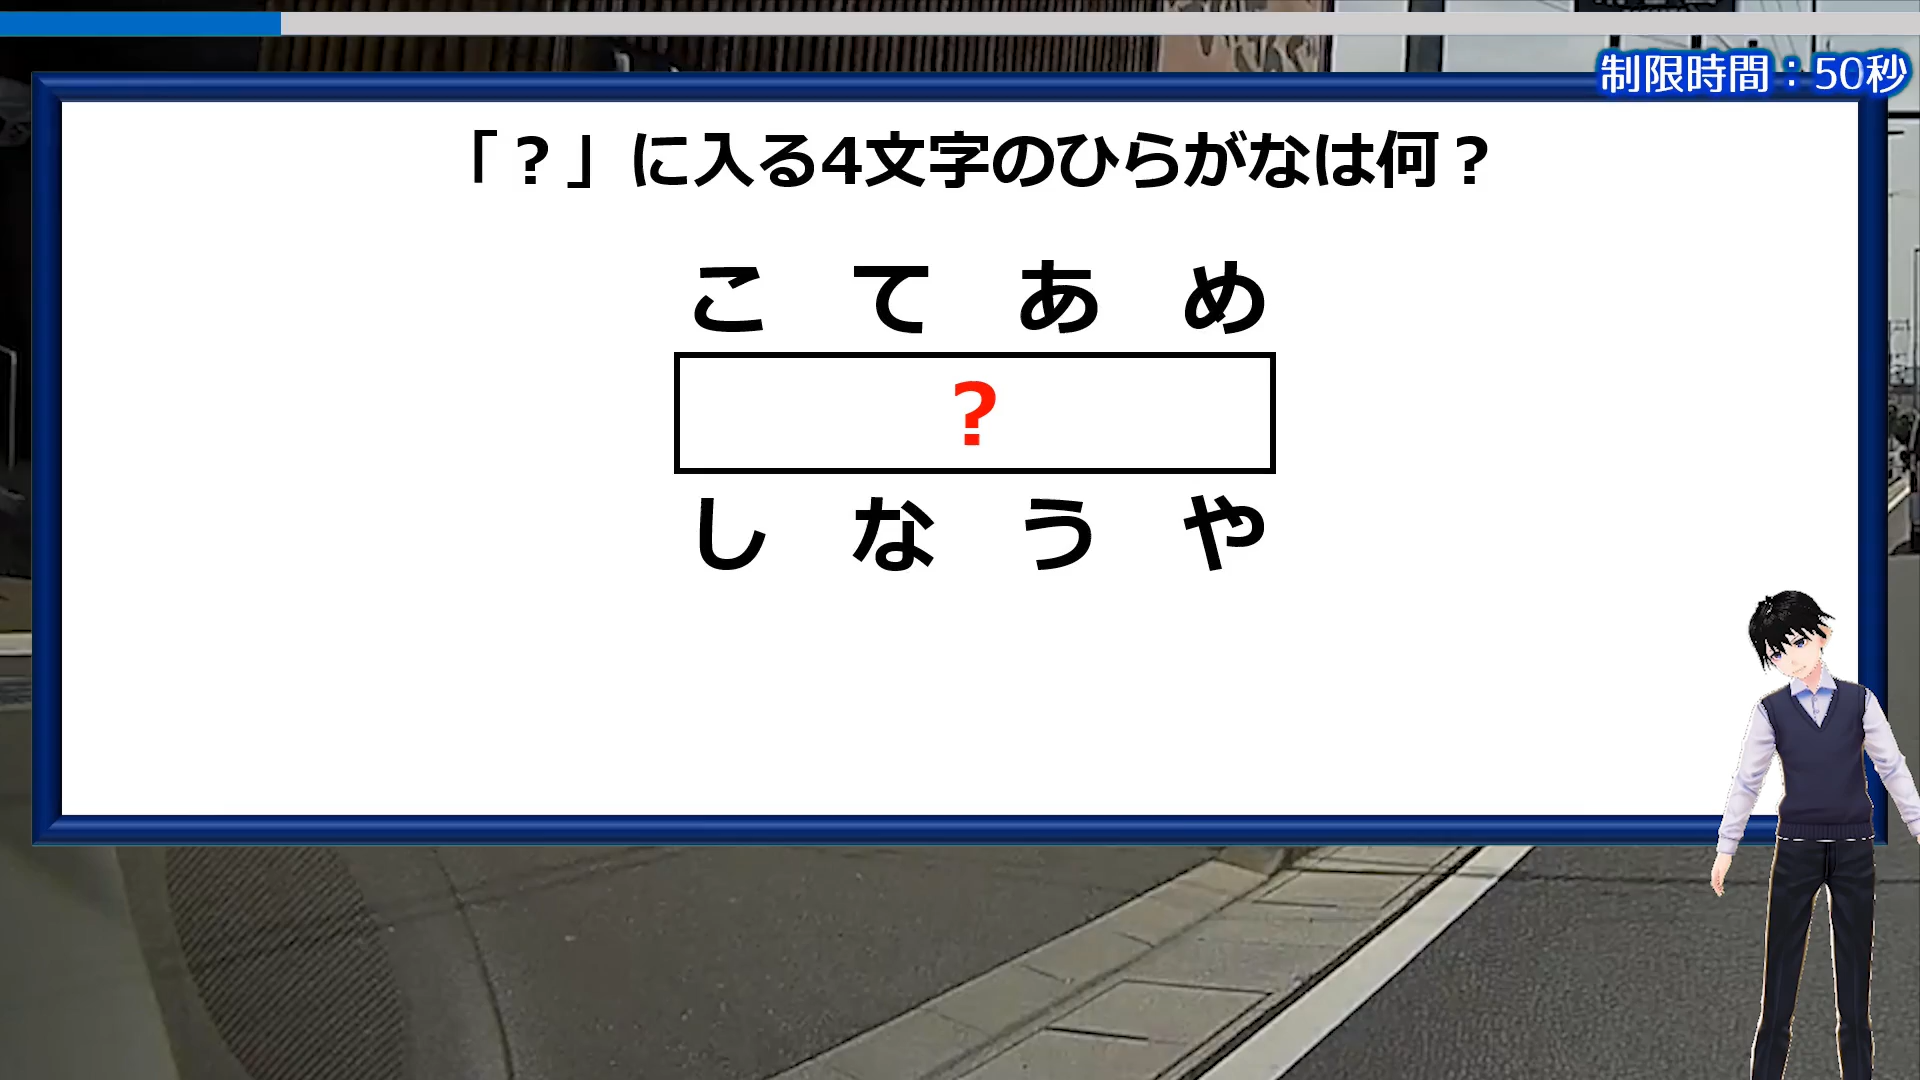 制限時間：50秒
「？」に入る4文字のひらがなは何？
こ て あ め
？
し な う や